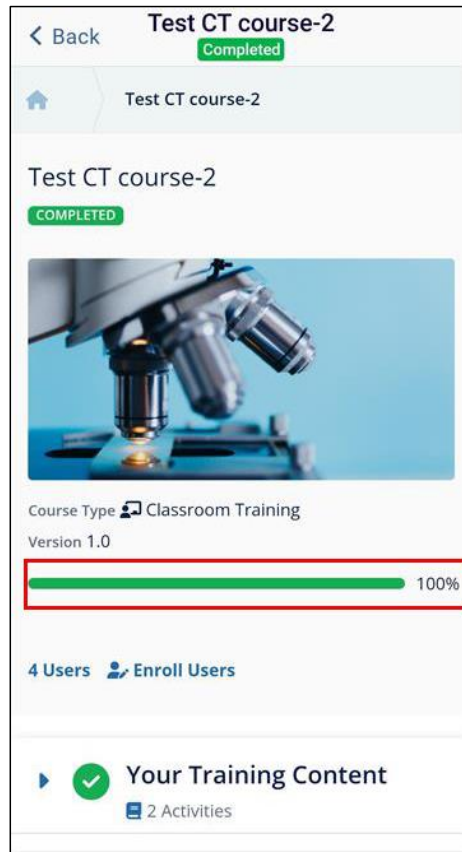 Back
Test CT course-2
Completed
Test CT course-2
Test CT course-2
COMPLETED
Course Type Classroom Training
Version 1.0
100%
4 Users Enroll Users
Your Training Content
2 Activities